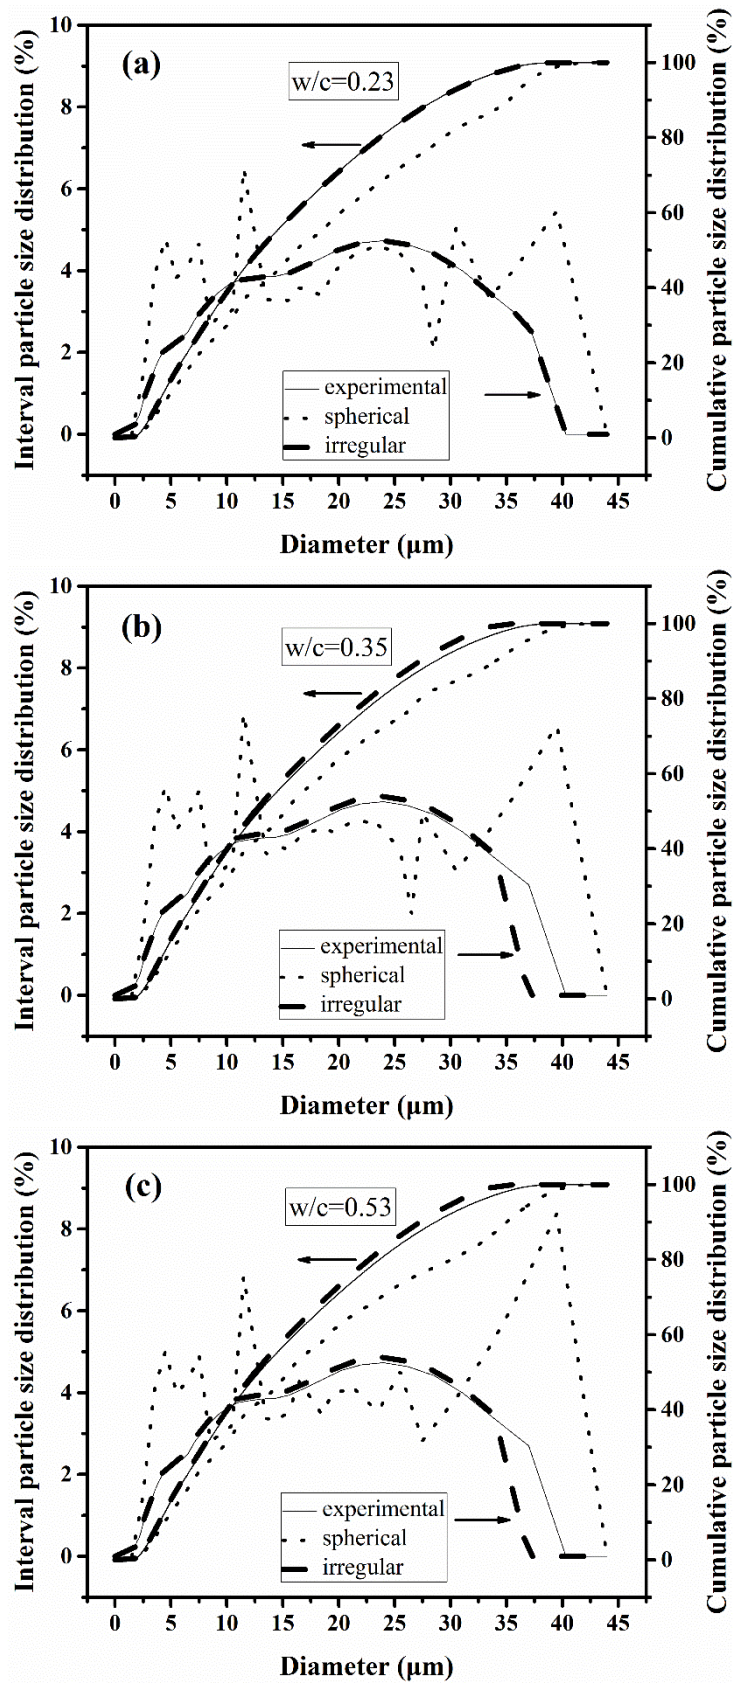 (a)
w/c=0.23
Interval particle size distribution (%)
10
8
6
4
2
0
Cumulative particle size distribution (%)
100
80
60
40
20
0
experimental
spherical
irregular
0 5 10 15 20 25 30 35 40 45
Diameter (μm)
(b)
w/c=0.35
Interval particle size distribution (%)
10
8
6
4
2
0
Cumulative particle size distribution (%)
100
80
60
40
20
0
experimental
spherical
irregular
0 5 10 15 20 25 30 35 40 45
Diameter (μm)
(c)
w/c=0.53
Interval particle size distribution (%)
10
8
6
4
2
0
Cumulative particle size distribution (%)
100
80
60
40
20
0
experimental
spherical
irregular
0 5 10 15 20 25 30 35 40 45
Diameter (μm)